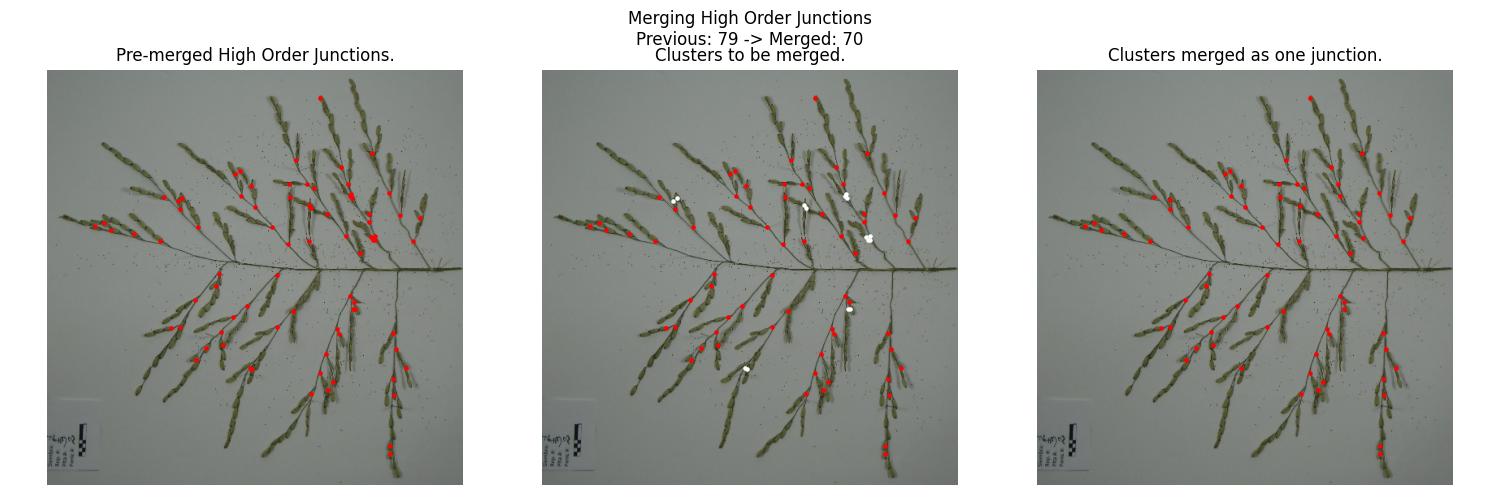 Merging High Order Junctions
Previous: 79 -> Merged: 70
Pre-merged High Order Junctions.
Clusters to be merged.
Clusters merged as one junction.